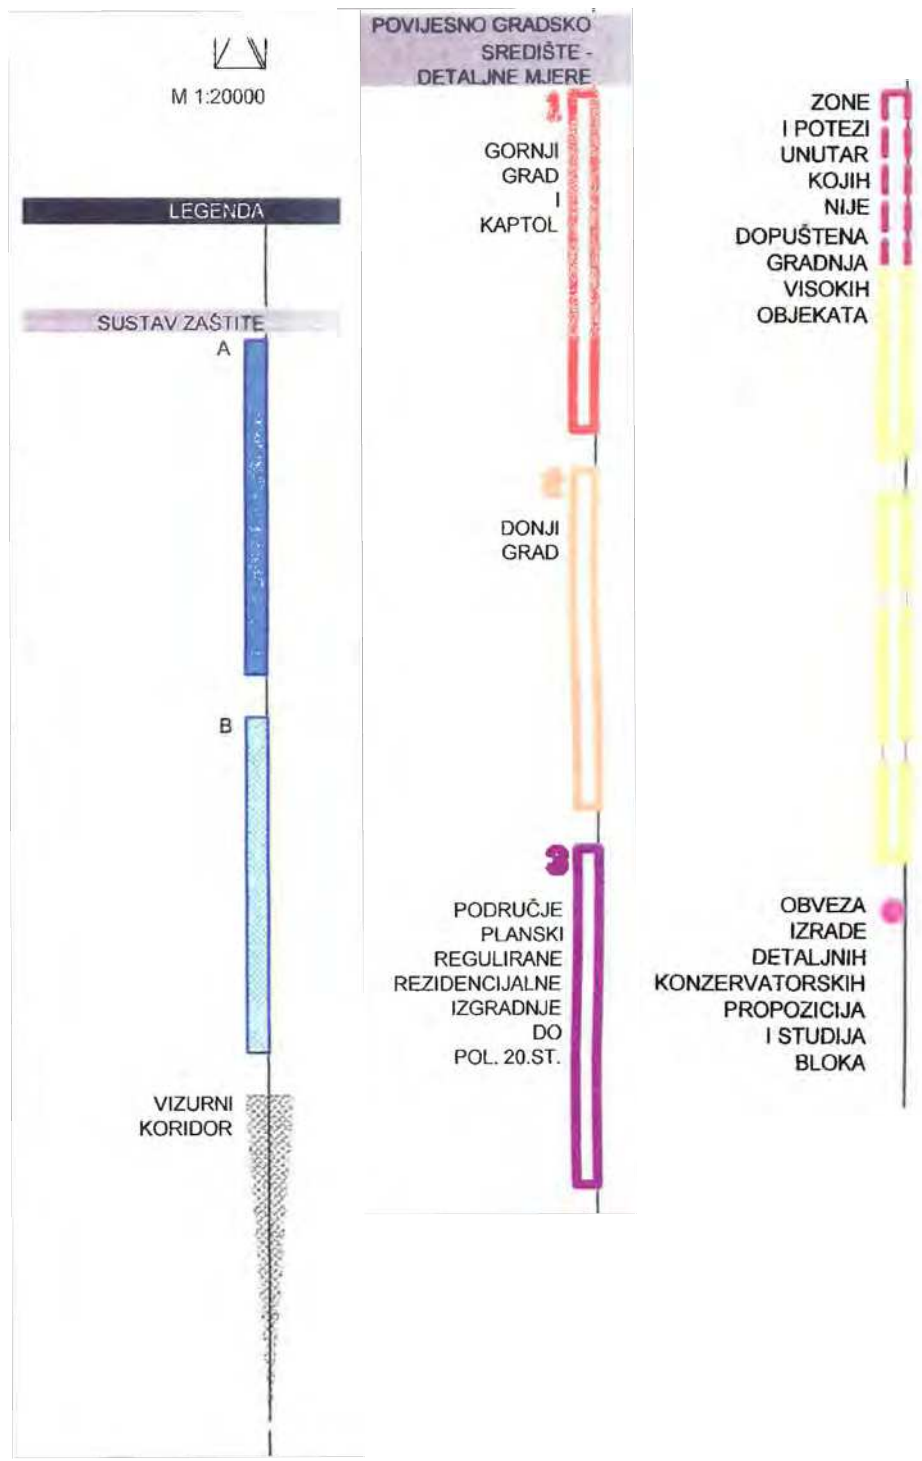 M 1:20000
LEGENDA
SUSTAV ZAŠTITE
A
B
VIZURNI
KORIDOR
POVIJESNO GRADSKO
SREDIŠTE -
DETALJNE MJERE
1
GORNJI
GRAD
I
KAPTOL
2
DONJI
GRAD
3
PODRUČJE
PLANSKI
REGULIRANE
REZIDENCIJALNE
IZGRADNJE
DO
POL. 20.ST.
ZONE
I POTEZI
UNUTAR
KOJIH
NIJE
DOPUŠTENA
GRADNJA
VISOKIH
OBJEKATA
OBVEZA
IZRADE
DETALJNIH
KONZERVATORSKIH
PROPOZICIJA
I STUDIJA
BLOKA